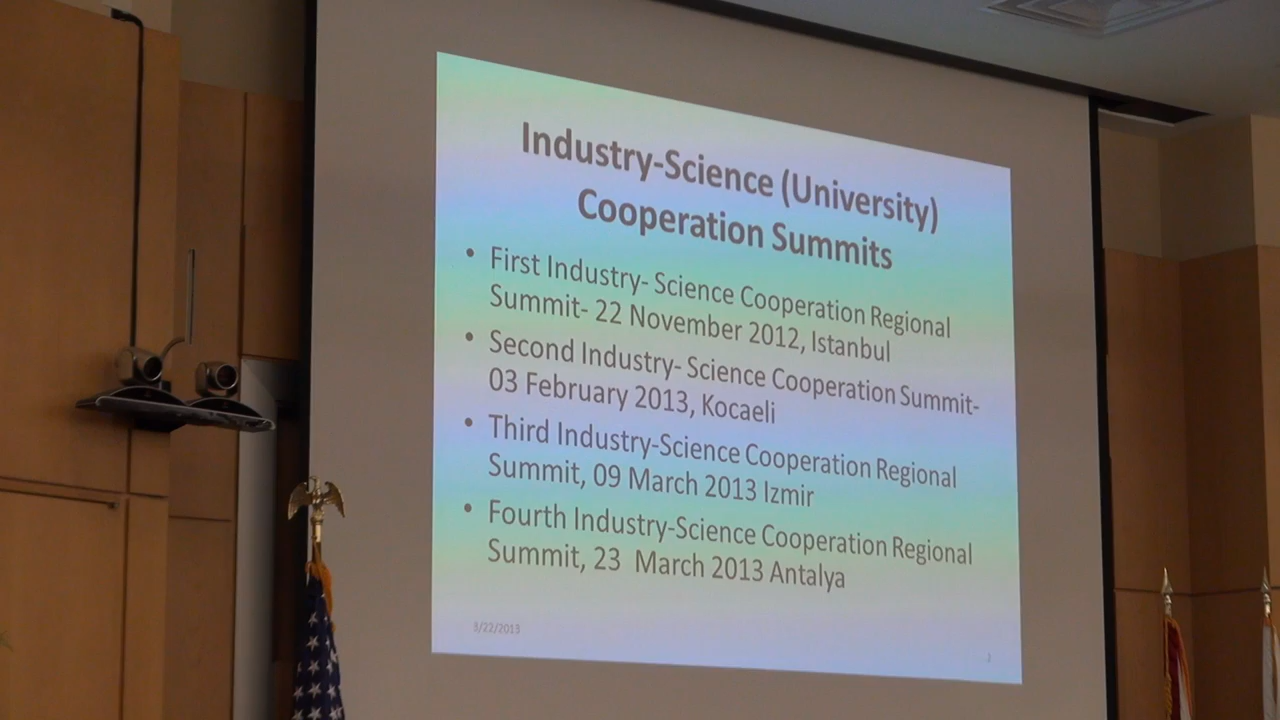 Industry-Science (University)
Cooperation Summits
• First Industry- Science Cooperation Regional
Summit- 22 November 2012, Istanbul
• Second Industry- Science Cooperation Summit-
03 February 2013, Kocaeli
• Third Industry-Science Cooperation Regional
Summit, 09 March 2013 Izmir
• Fourth Industry-Science Cooperation Regional
Summit, 23  March 2013 Antalya
3/22/2013